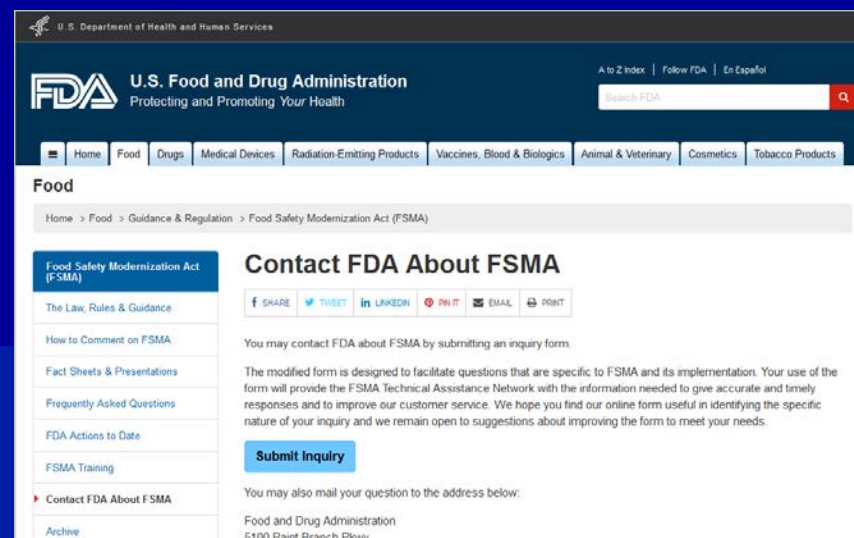 U.S. Department of Health and Human Services
A to Z Index | Follow FDA | En Español
FDA
U.S. Food and Drug Administration
Protecting and Promoting Your Health
Search FDA
Home Food Drugs Medical Devices Radiation-Emitting Products Vaccines, Blood & Biologics Animal & Veterinary Cosmetics Tobacco Products
Food
Home > Food > Guidance & Regulation > Food Safety Modernization Act (FSMA)
Food Safety Modernization Act
(FSMA)
The Law, Rules & Guidance
How to Comment on FSMA
Fact Sheets & Presentations
Frequently Asked Questions
FDA Actions to Date
FSMA Training
Contact FDA About FSMA
Archive
Contact FDA About FSMA
SHARE TWEET LINKEDIN PIN IT EMAIL PRINT
You may contact FDA about FSMA by submitting an inquiry form.
The modified form is designed to facilitate questions that are specific to FSMA and its implementation. Your use of the
form will provide the FSMA Technical Assistance Network with the information needed to give accurate and timely
responses and to improve our customer service. We hope you find our online form useful in identifying the specific
nature of your inquiry and we remain open to suggestions about improving the form to meet your needs.
Submit Inquiry
You may also mail your question to the address below:
Food and Drug Administration
5100 Paint Branch Pkwy